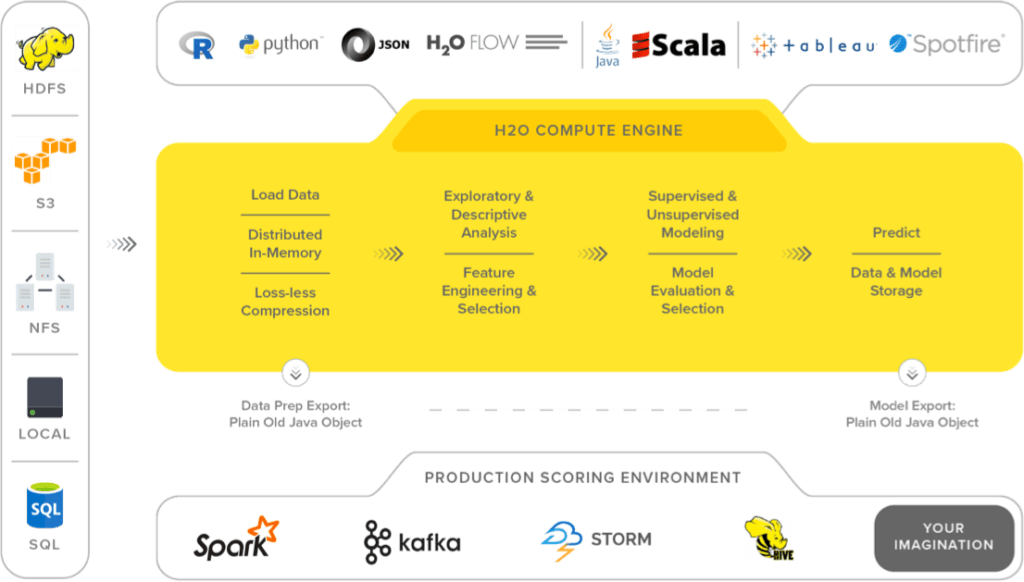 HDFS
S3
NFS
LOCAL
SQL
SQL
R
python
JSON
H2O FLOW
Java
Scala
+ a b l e a u
Spotfire
H2O COMPUTE ENGINE
Load Data
Distributed
In-Memory
Loss-less
Compression
Exploratory &
Descriptive
Analysis
Feature
Engineering &
Selection
Supervised &
Unsupervised
Modeling
Model
Evaluation &
Selection
Predict
Data & Model
Storage
Data Prep Export:
Plain Old Java Object
Model Export:
Plain Old Java Object
PRODUCTION SCORING ENVIRONMENT
Spark
kafka
STORM
HIVE
YOUR
IMAGINATION